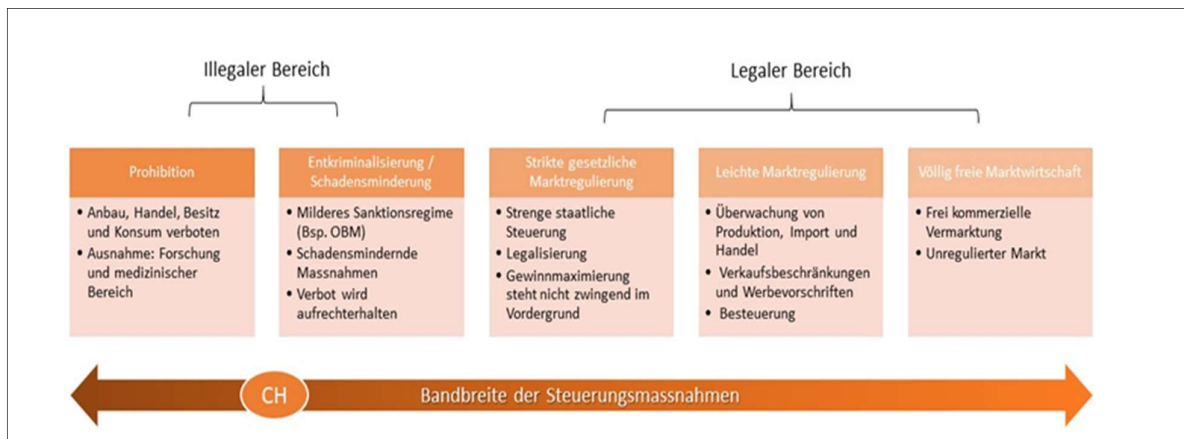 Illegaler Bereich
Legaler Bereich
Prohibition
• Anbau, Handel, Besitz
und Konsum verboten
• Ausnahme: Forschung
und medizinischer
Bereich
Entkriminalisierung /
Schadensminderung
• Milderes Sanktionsregime
(Bsp. OBM)
• Schadensmindernde
Massnahmen
• Verbot wird
aufrechterhalten
Strikte gesetzliche
Marktregulierung
• Strenge staatliche
Steuerung
• Legalisierung
• Gewinnmaximierung
steht nicht zwingend im
Vordergrund
Leichte Marktregulierung
• Überwachung von
Produktion, Import und
Handel
• Verkaufsbeschränkungen
und Werbevorschriften
• Besteuerung
Völlig freie Marktwirtschaft
• Frei kommerzielle
Vermarktung
• Unregulierter Markt
CH
Bandbreite der Steuerungsmassnahmen